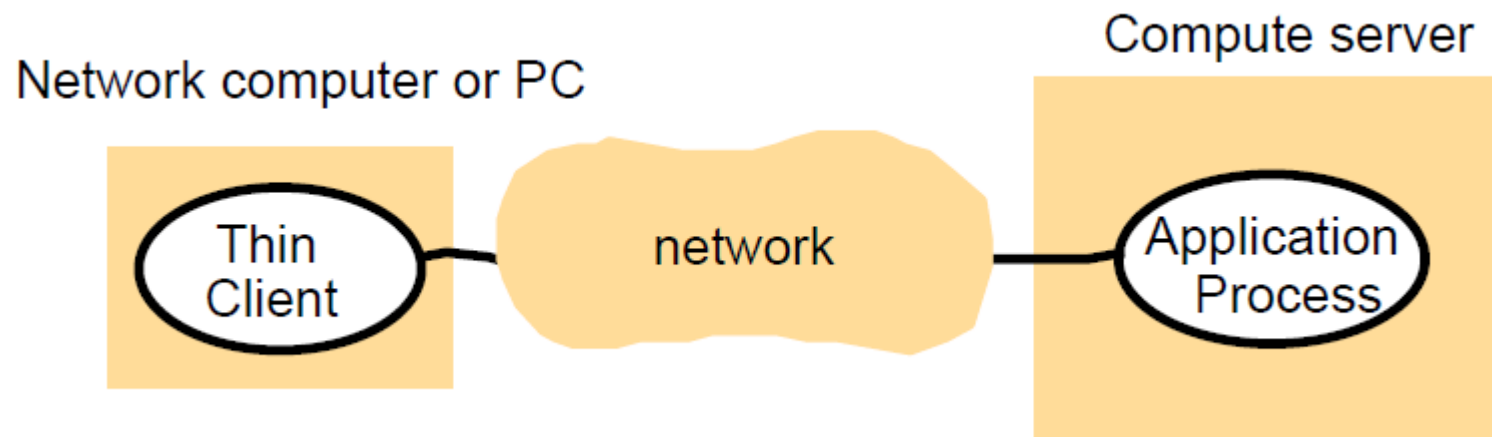 Compute server
Network computer or PC
Thin
Client
network
Application
Process